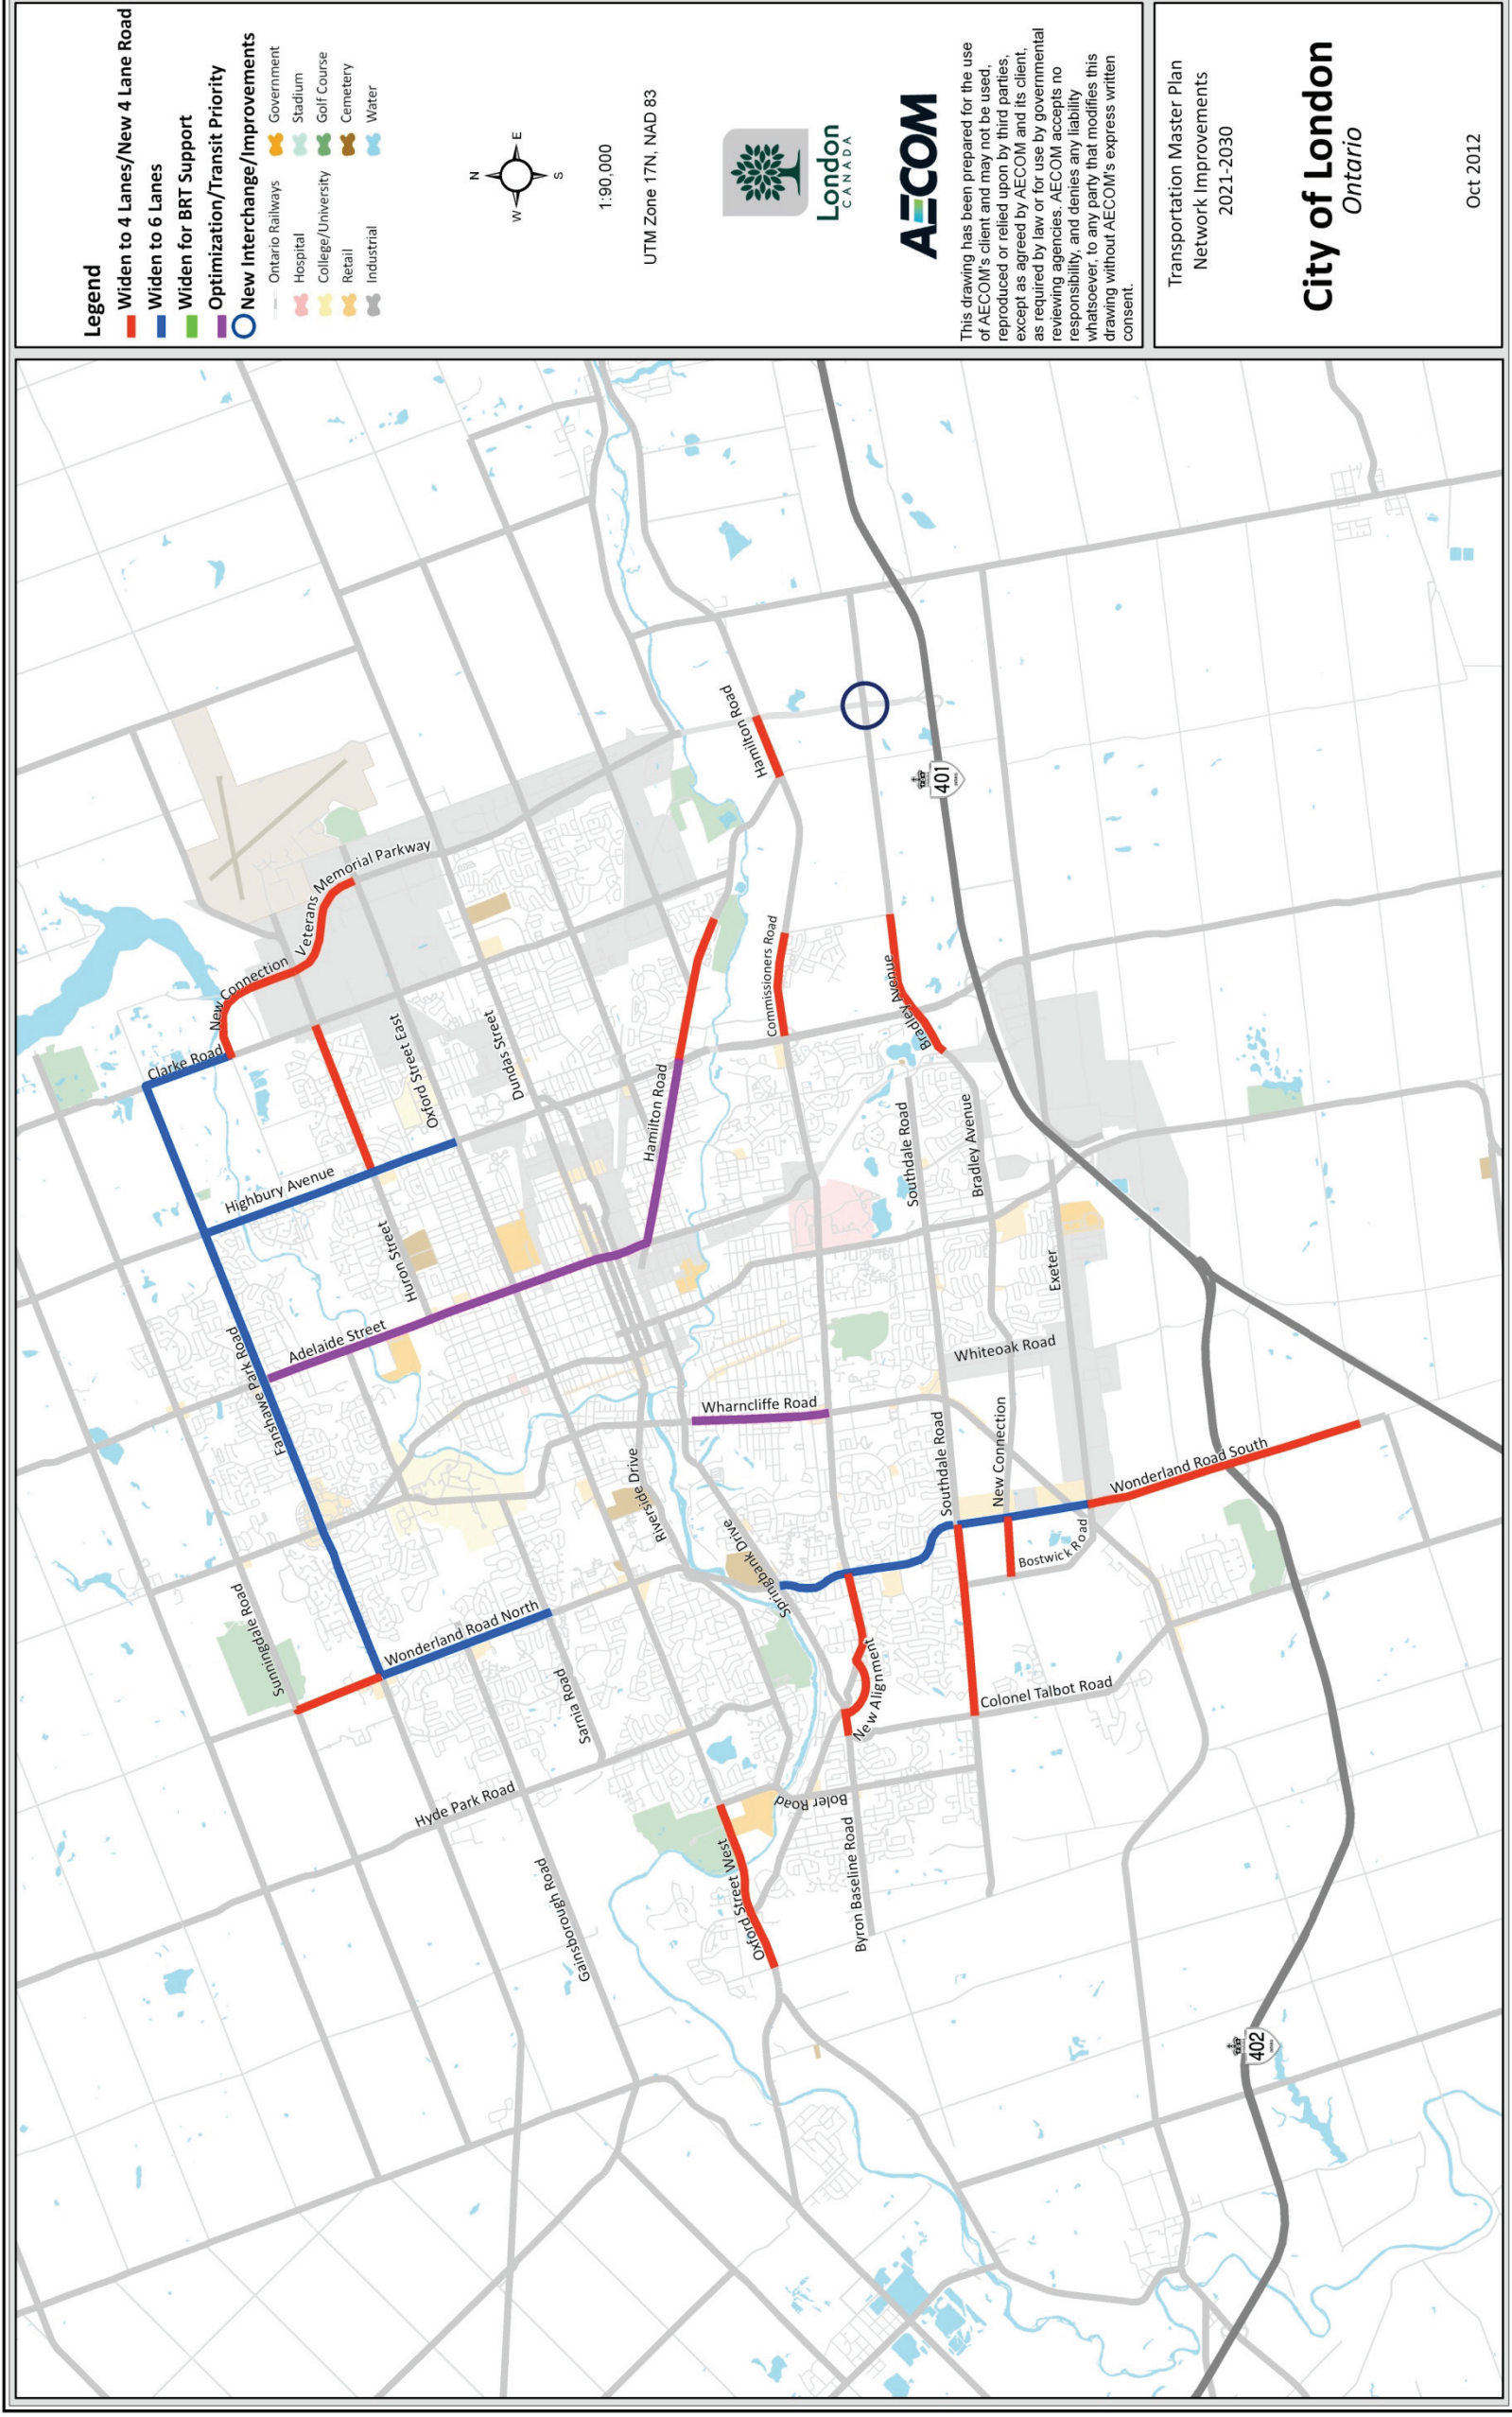 Legend
Widen to 4 Lanes/New 4 Lane Road
Widen to 6 Lanes
Widen for BRT Support
Optimization/Transit Priority
New Interchange/Improvements
Ontario Railways
Hospital
College/University
Retail
Industrial
Government
Stadium
Golf Course
Cemetery
Water
N
W
E
S
1:90,000
UTM Zone 17N, NAD 83
London
CANADA
AECOM
This drawing has been prepared for the use
of AECOM's client and may not be used,
reproduced or relied upon by third parties,
except as agreed by AECOM and its client,
as required by law or for use by governmental
reviewing agencies. AECOM accepts no
responsibility, and denies any liability
whatsoever, to any party that modifies this
drawing without AECOM's express written
consent.
Transportation Master Plan
Network Improvements
2021-2030
City of London
Ontario
Oct 2012
Clarke Road
New Connection
Veterans Memorial Parkway
Highbury Avenue
Oxford Street East
Dundas Street
Huron Street
Fanshawe Park Road
Adelaide Street
Hamilton Road
Hamilton Road
Commissioners Road
Bradley Avenue
401
Southdale Road
Bradley Avenue
Exeter
Whiteoak Road
Wharncliffe Road
Riverside Drive
Springbank Drive
Southdale Road
New Connection
Wonderland Road South
Bostwick Road
Sunningdale Road
Wonderland Road North
Sarnia Road
Hyde Park Road
Gainsborough Road
New Alignment
Colonel Talbot Road
Boler Road
Oxford Street West
Byron Baseline Road
402